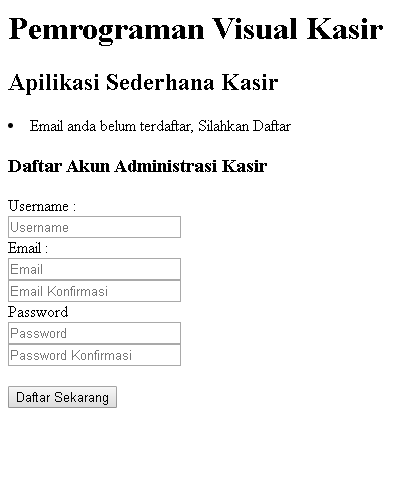 Pemrograman Visual Kasir
Apilikasi Sederhana Kasir
• Email anda belum terdaftar, Silahkan Daftar
Daftar Akun Administrasi Kasir
Username :
Username
Email :
Email
Email Konfirmasi
Password
Password
Password Konfirmasi
Daftar Sekarang